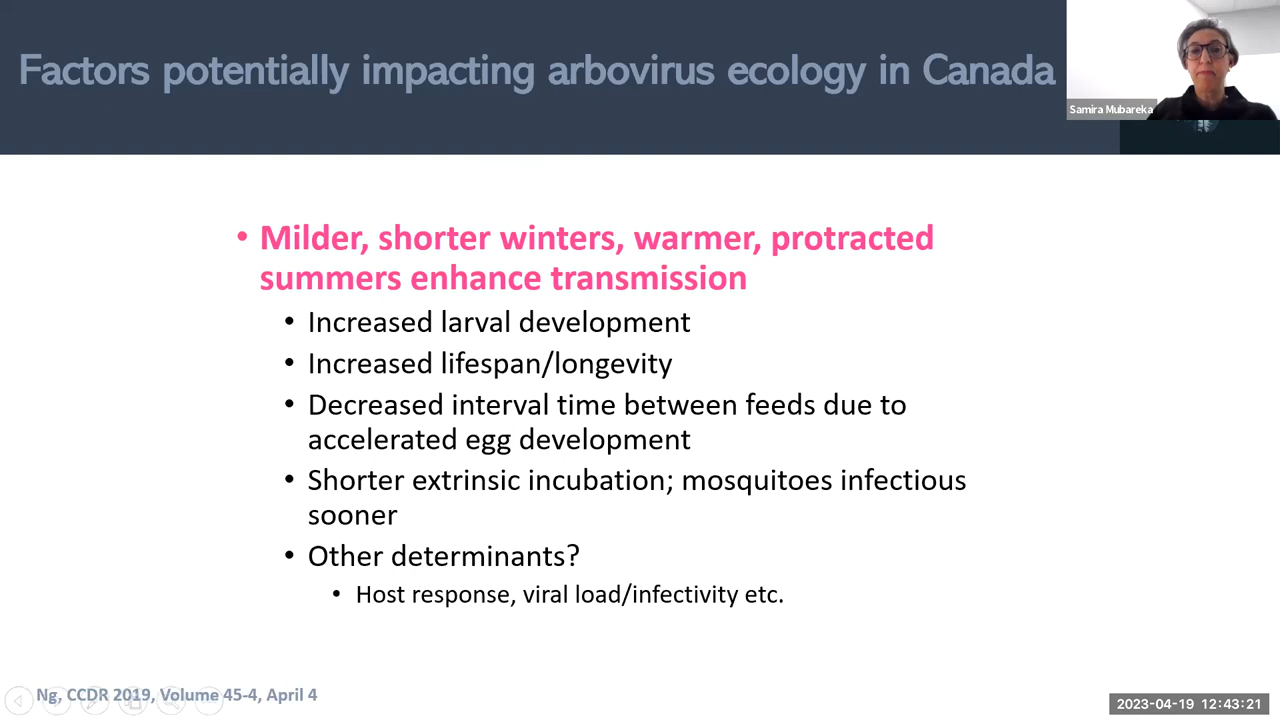 Factors potentially impacting arbovirus ecology in Canada
Samira Mubareka
• Milder, shorter winters, warmer, protracted
summers enhance transmission
• Increased larval development
• Increased lifespan/longevity
• Decreased interval time between feeds due to
accelerated egg development
• Shorter extrinsic incubation; mosquitoes infectious
sooner
• Other determinants?
• Host response, viral load/infectivity etc.
Ng, CCDR 2019, Volume 45-4, April 4
2023-04-19 12:43:21